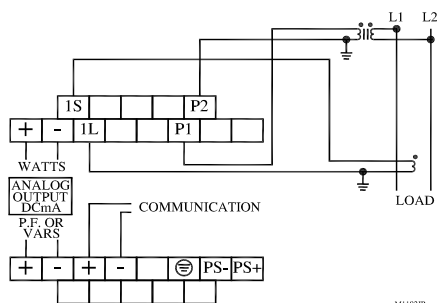 L1 L2
1S P2
+ - 1L P1
WATTS
ANALOG
OUTPUT
DCmA
P.F. OR
VARS
COMMUNICATION
LOAD
+ - + - PS- PS+